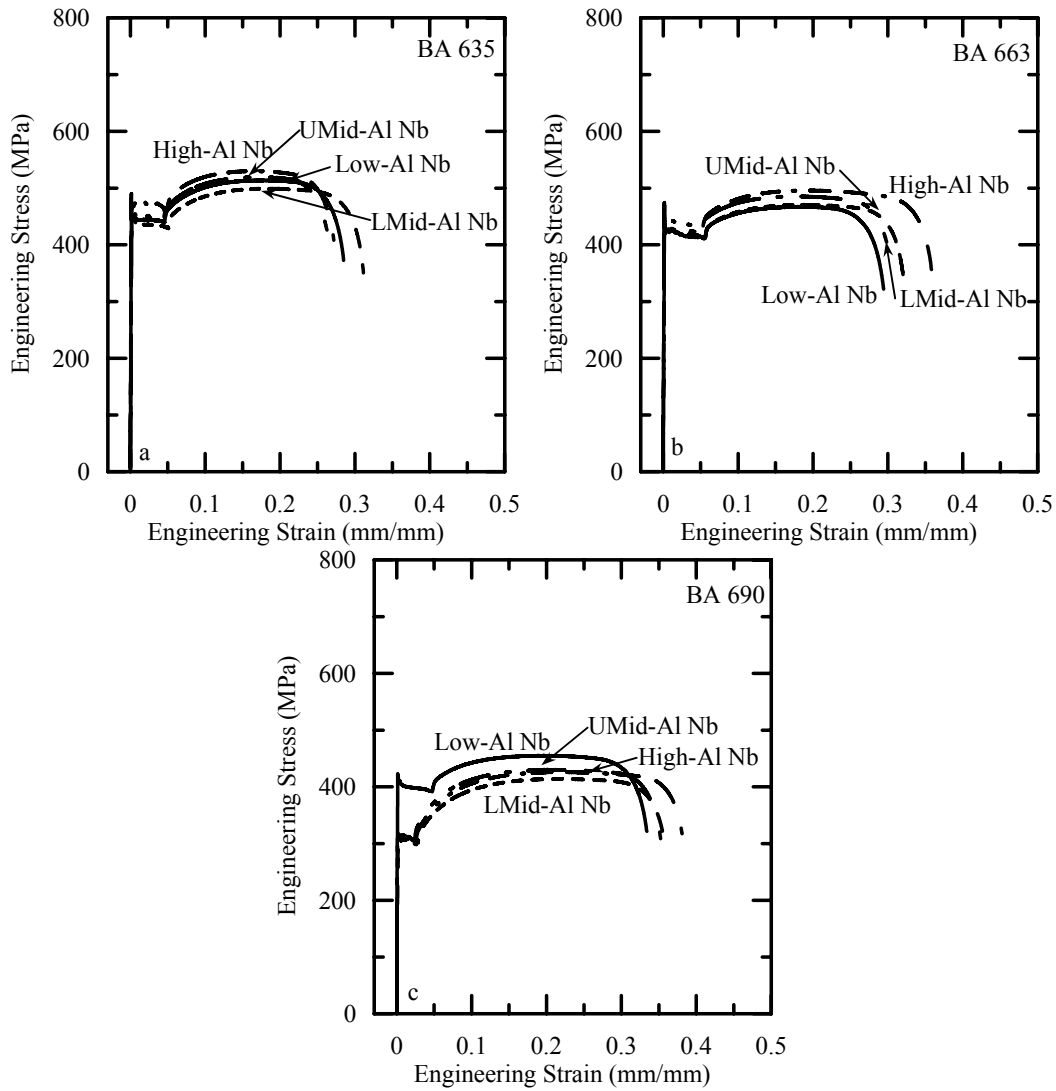 800
BA 635
600
UMid-Al Nb
High-Al Nb
Low-Al Nb
LMid-Al Nb
400
200
0
a
0 0.1 0.2 0.3 0.4 0.5
Engineering Strain (mm/mm)
Engineering Stress (MPa)
800
BA 663
600
UMid-Al Nb
High-Al Nb
400
Low-Al Nb
LMid-Al Nb
200
0
b
0 0.1 0.2 0.3 0.4 0.5
Engineering Strain (mm/mm)
Engineering Stress (MPa)
800
BA 690
600
UMid-Al Nb
Low-Al Nb
High-Al Nb
400
LMid-Al Nb
200
0
c
0 0.1 0.2 0.3 0.4 0.5
Engineering Strain (mm/mm)
Engineering Stress (MPa)